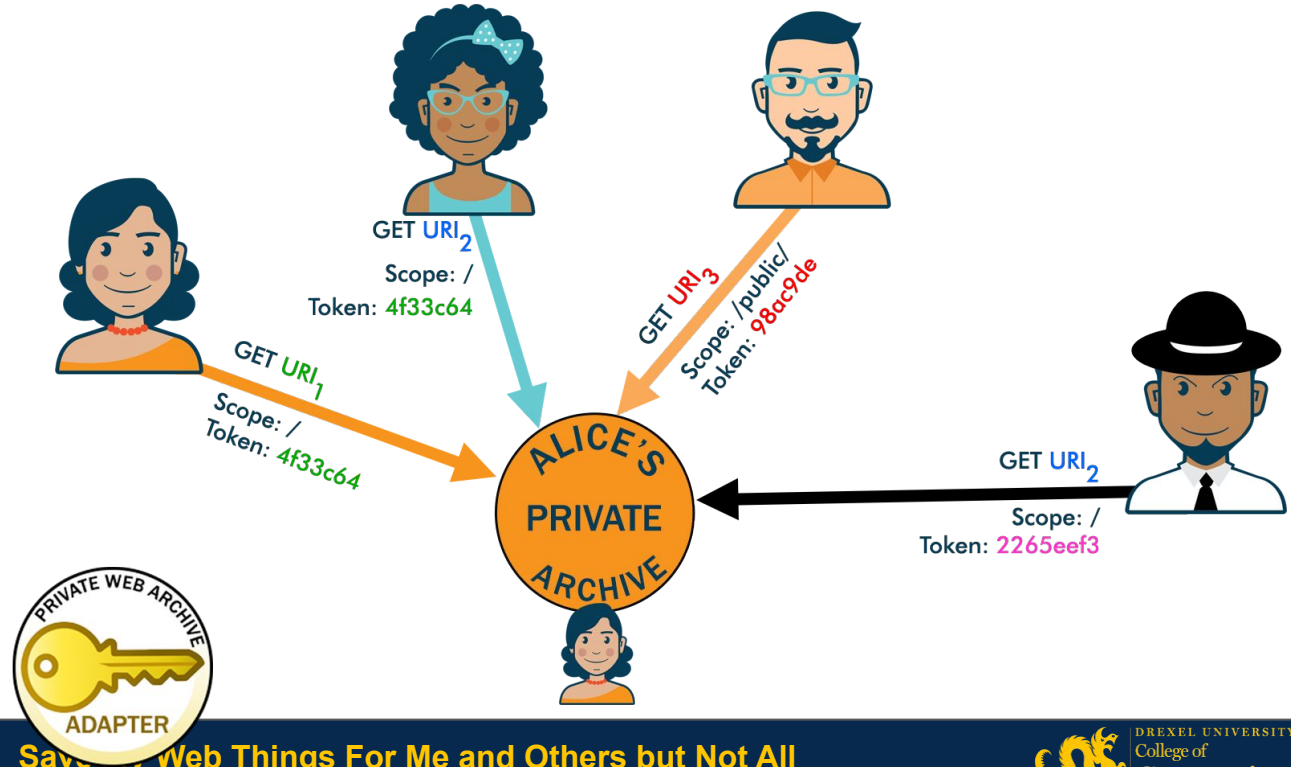 GET URI2
Scope: /
Token: 4f33c64
GET URI3
Scope: /public/
Token: 98ac9de
GET URI1
Scope: /
Token: 4f33c64
ALICE'S
PRIVATE
ARCHIVE
GET URI2
Scope: /
Token: 2265eef3
PRIVATE WEB ARCHIVE
ADAPTER
Web Things For Me and Others but Not All
DREXEL UNIVERSITY
College of